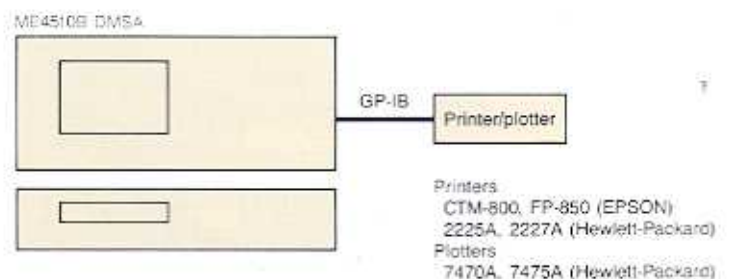 ME4510B DMSA
GP-IB
Printer/plotter
Printers
CTM-800, FP-850 (EPSON)
2225A, 2227A (Hewlett-Packard)
Plotters
7470A, 7475A (Hewlett-Packard)